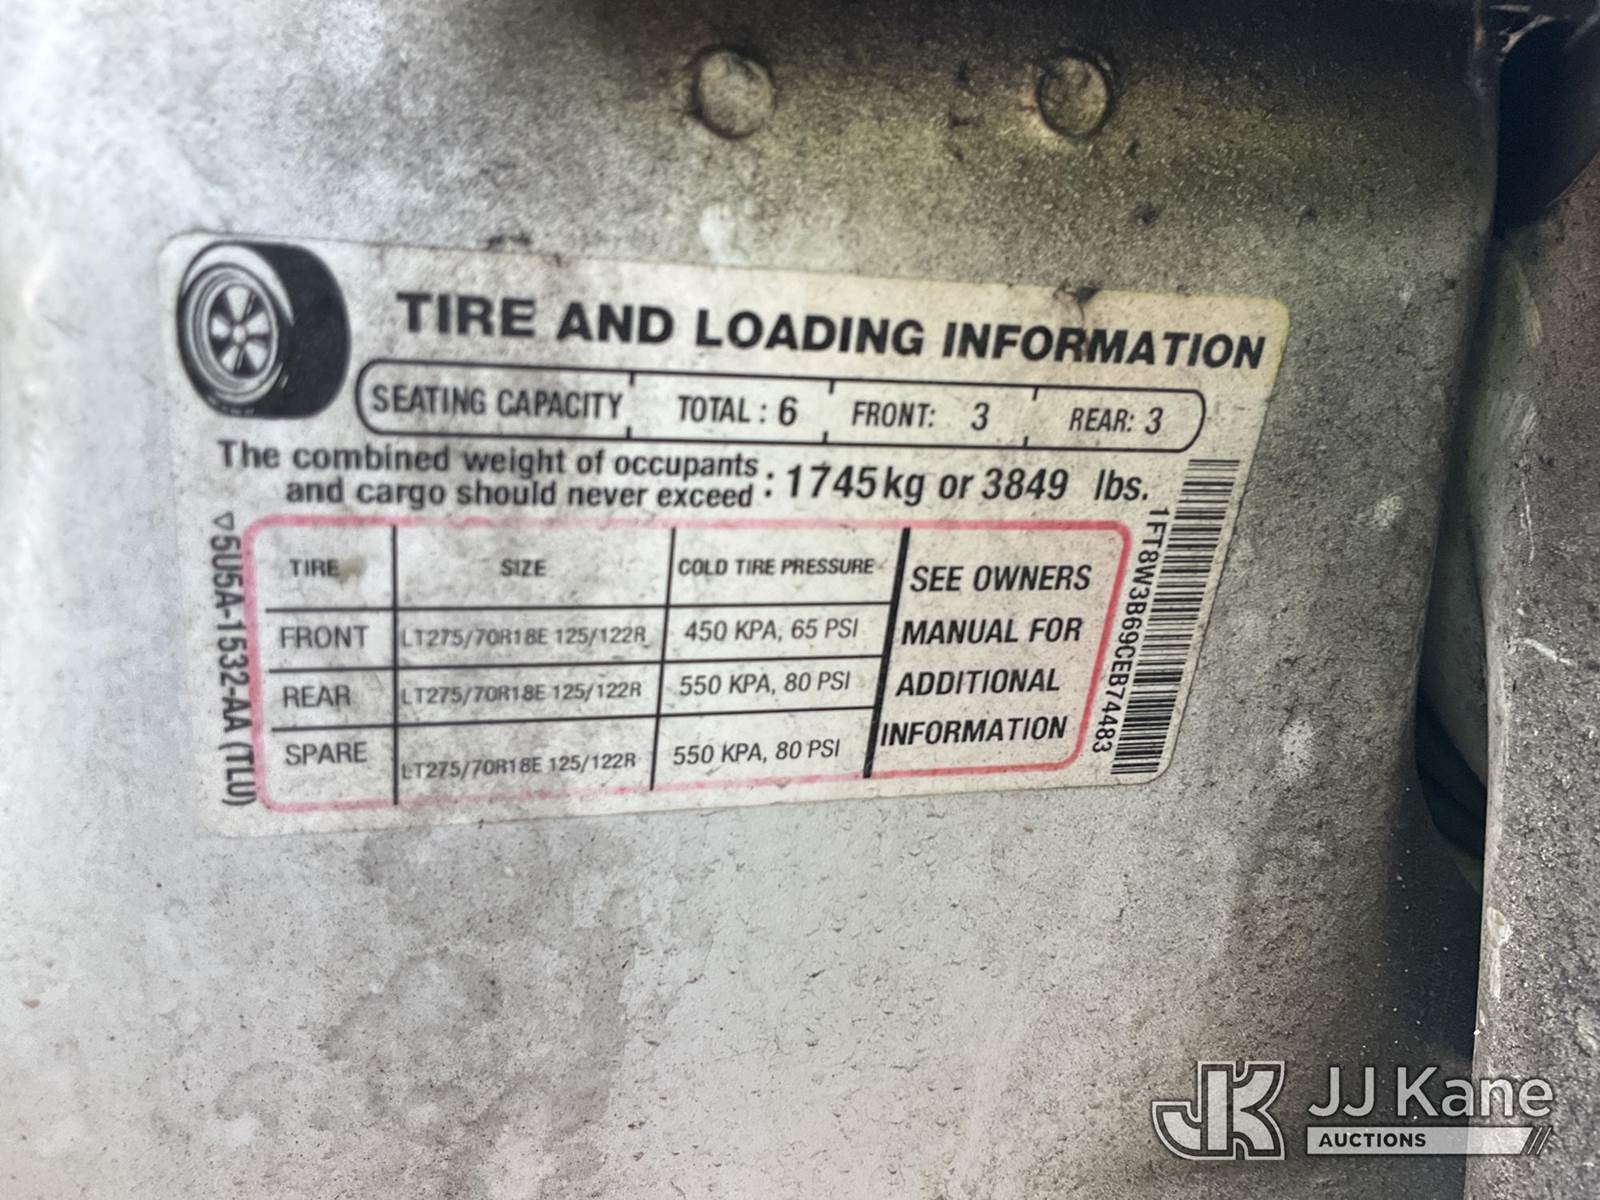 TIRE AND LOADING INFORMATION
SEATING CAPACITY TOTAL : 6 FRONT: 3 REAR: 3
The combined weight of occupants
and cargo should never exceed : 1745 kg or 3849 lbs.
TIRE SIZE COLD TIRE PRESSURE
FRONT LT275/70R18E 125/122R 450 KPA, 65 PSI
REAR LT275/70R18E 125/122R 550 KPA, 80 PSI
SPARE LT275/70R18E 125/122R 550 KPA, 80 PSI
SEE OWNERS
MANUAL FOR
ADDITIONAL
INFORMATION
5U5A-1532-AA (TLU)
1FT8W3B69CEB74483
JK JJ Kane
AUCTIONS